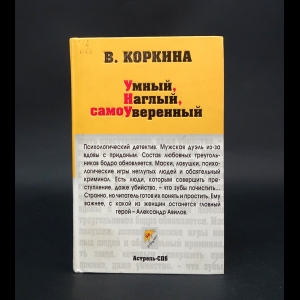 В. КОРКИНА
Умный,
Наглый,
самоУверенный
Психологический детектив. Мужская дуэль из-за
вдовы с приданым. Состав любовных треуголь-
ников бодро обновляется. Маски, ловушки, психо-
логические игры неглупых людей и обаятельный
криминал. Есть люди, которым совершить пре-
ступление, даже убийство, – что зубы почистить...
Странно, но читатель готов их понять и простить. Ему
важнее, с какой из женщин останется главный
герой – Александр Авилов.
Астрель-СПб